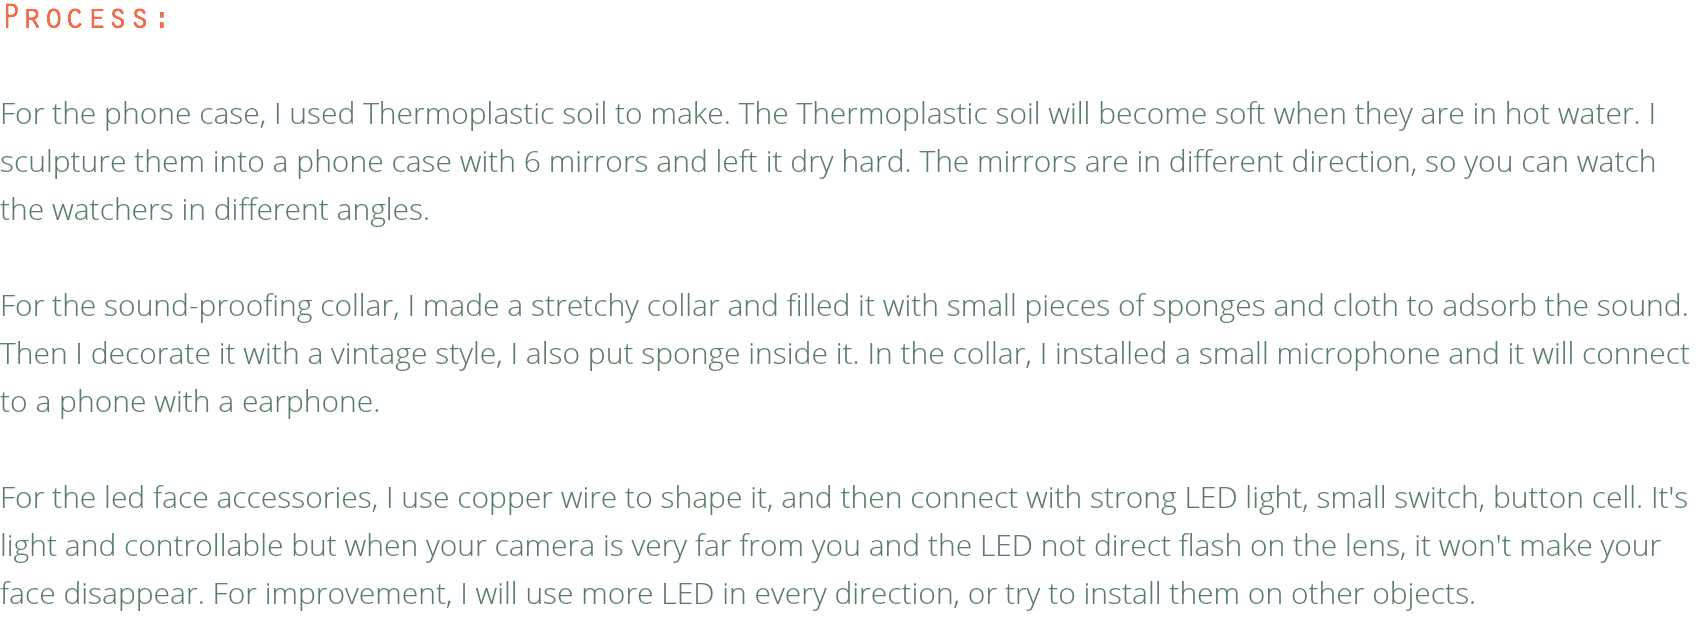 Process:
For the phone case, I used Thermoplastic soil to make. The Thermoplastic soil will become soft when they are in hot water. I
sculpture them into a phone case with 6 mirrors and left it dry hard. The mirrors are in different direction, so you can watch
the watchers in different angles.
For the sound-proofing collar, I made a stretchy collar and filled it with small pieces of sponges and cloth to adsorb the sound.
Then I decorate it with a vintage style, I also put sponge inside it. In the collar, I installed a small microphone and it will connect
to a phone with a earphone.
For the led face accessories, I use copper wire to shape it, and then connect with strong LED light, small switch, button cell. It's
light and controllable but when your camera is very far from you and the LED not direct flash on the lens, it won't make your
face disappear. For improvement, I will use more LED in every direction, or try to install them on other objects.